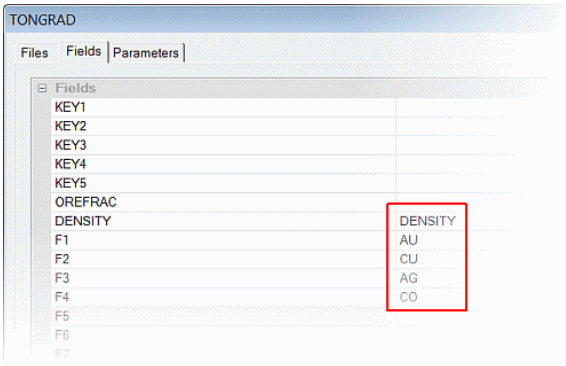 TONGRAD
Files Fields Parameters
Fields
KEY1
KEY2
KEY3
KEY4
KEY5
OREFRAC
DENSITY DENSITY
F1 AU
F2 CU
F3 AG
F4 CO
F5
F6
F7